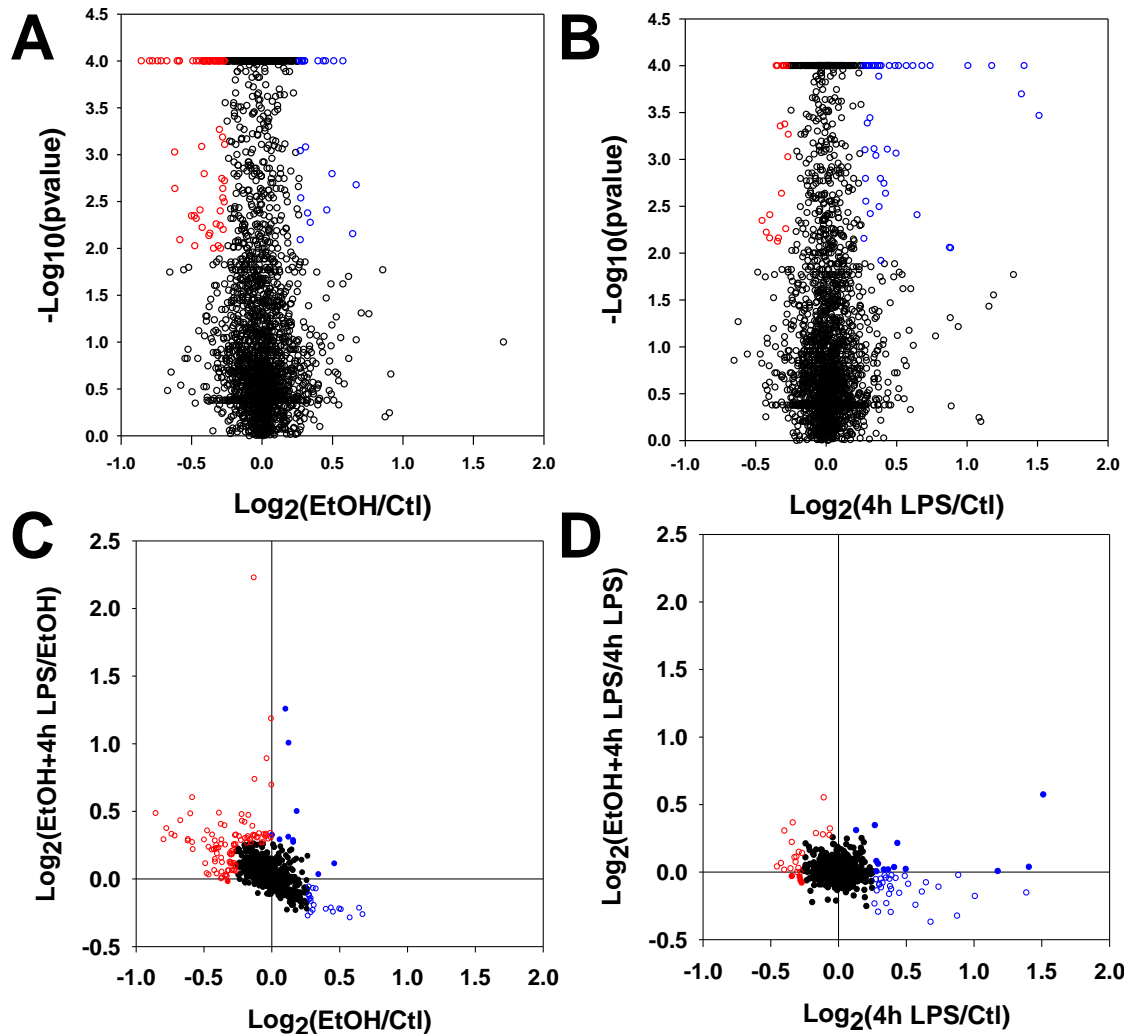 A
B
4.5
4.0
3.5
3.0
2.5
2.0
1.5
1.0
0.5
0.0
-Log10(pvalue)
-1.0 -0.5 0.0 0.5 1.0 1.5 2.0
Log2(EtOH/Ctl)
4.5
4.0
3.5
3.0
2.5
2.0
1.5
1.0
0.5
0.0
-Log10(pvalue)
-1.0 -0.5 0.0 0.5 1.0 1.5 2.0
Log2(4h LPS/Ctl)
C
D
2.5
2.0
1.5
1.0
0.5
0.0
-0.5
Log2(EtOH+4h LPS/EtOH)
-1.0 -0.5 0.0 0.5 1.0 1.5 2.0
Log2(EtOH/Ctl)
2.5
2.0
1.5
1.0
0.5
0.0
-0.5
Log2(EtOH+4h LPS/4h LPS)
-1.0 -0.5 0.0 0.5 1.0 1.5 2.0
Log2(4h LPS/Ctl)